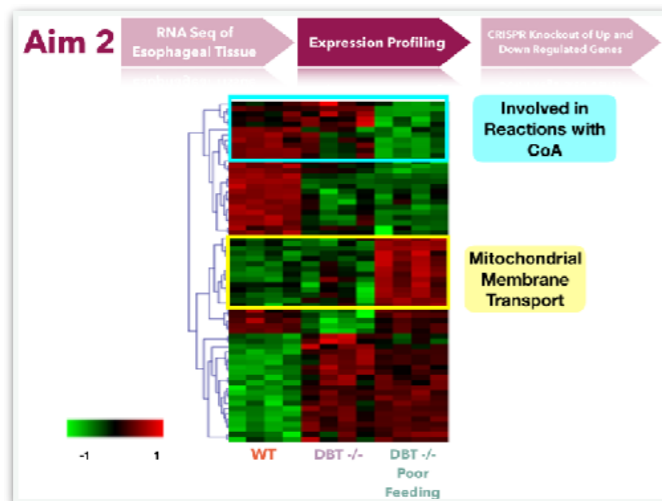 Aim 2
RNA Seq of
Esophageal Tissue
Expression Profiling
CRISPR Knockout of Up and
Down Regulated Genes
Involved in
Reactions with
CoA
Mitochondrial
Membrane
Transport
-1
1
WT
DBT -/-
DBT -/-
Poor
Feeding